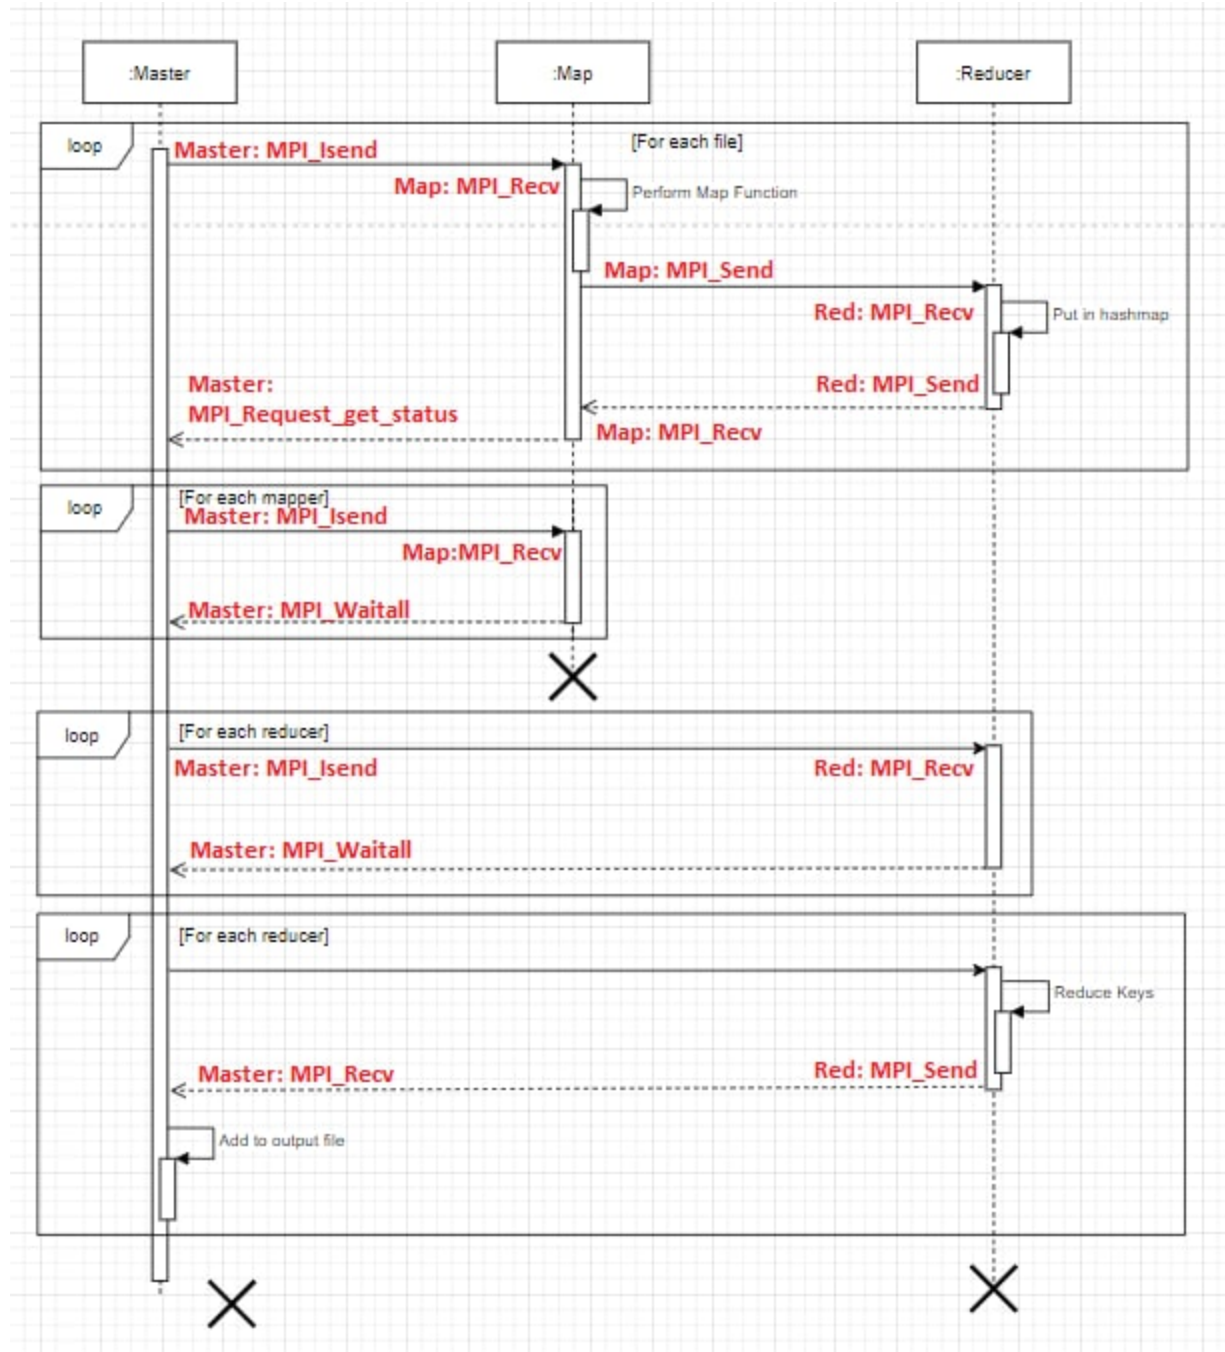 :Master
:Map
:Reducer
loop
[For each file]
Master: MPI_Isend
Map: MPI_Recv
Perform Map Function
Map: MPI_Send
Red: MPI_Recv
Put in hashmap
Red: MPI_Send
Master:
MPI_Request_get_status
Map: MPI_Recv
loop
[For each mapper]
Master: MPI_Isend
Map:MPI_Recv
Master: MPI_Waitall
loop
[For each reducer]
Master: MPI_Isend
Red: MPI_Recv
Master: MPI_Waitall
loop
[For each reducer]
Reduce Keys
Master: MPI_Recv
Red: MPI_Send
Add to output file